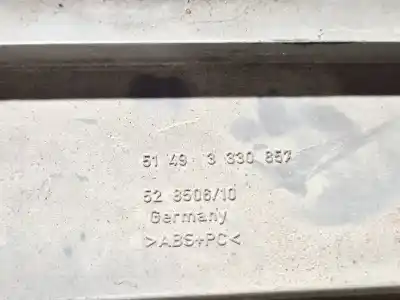 51 49 3 330 857
52 8506/10
Germany
>ABS+PC<